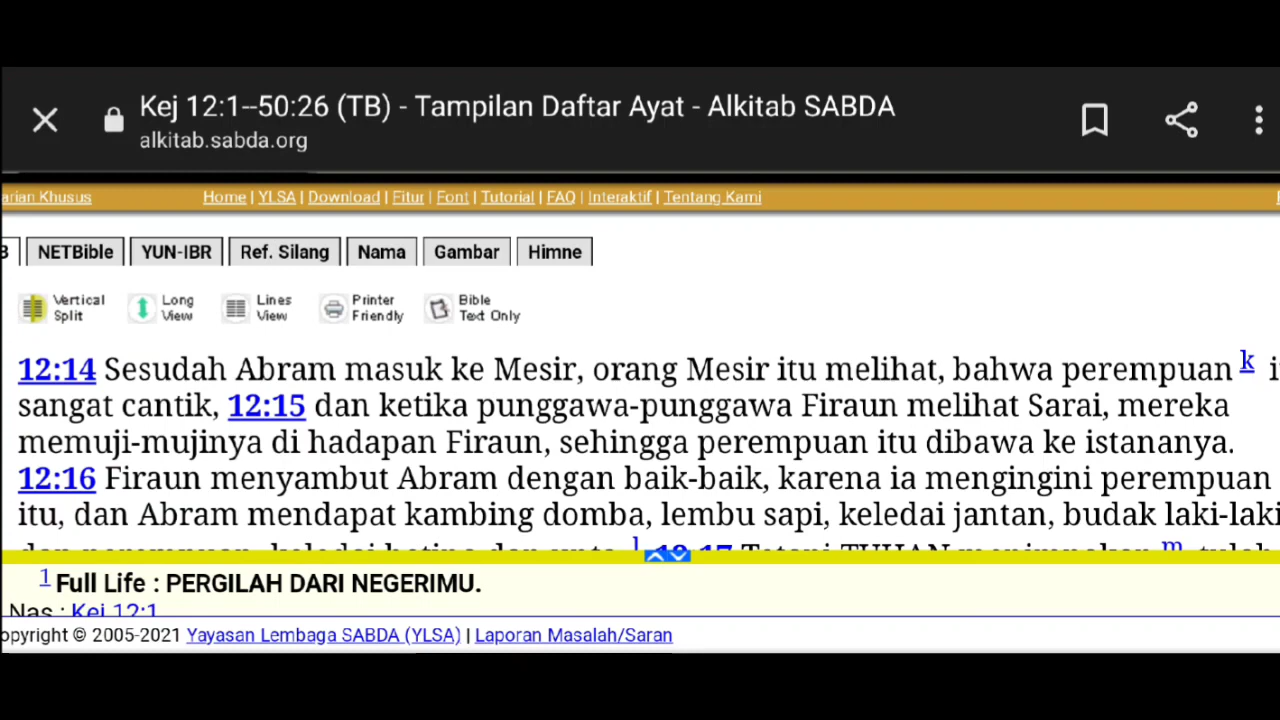 Kej 12:1--50:26 (TB) - Tampilan Daftar Ayat - Alkitab SABDA
alkitab.sabda.org
arian Khusus Home | YLSA | Download | Fitur | Font | Tutorial | FAQ | Interaktif | Tentang Kami
NETBible YUN-IBR Ref. Silang Nama Gambar Himne
Vertical Split Long View Lines View Printer Friendly Bible Text Only
12:14 Sesudah Abram masuk ke Mesir, orang Mesir itu melihat, bahwa perempuan k
sangat cantik, 12:15 dan ketika punggawa-punggawa Firaun melihat Sarai, mereka
memuji-mujinya di hadapan Firaun, sehingga perempuan itu dibawa ke istananya.
12:16 Firaun menyambut Abram dengan baik-baik, karena ia mengingini perempuan
itu, dan Abram mendapat kambing domba, lembu sapi, keledai jantan, budak laki-laki
1 Full Life : PERGILAH DARI NEGERIMU.
Nas : Kej 12:1
opyright © 2005-2021 Yayasan Lembaga SABDA (YLSA) | Laporan Masalah/Saran